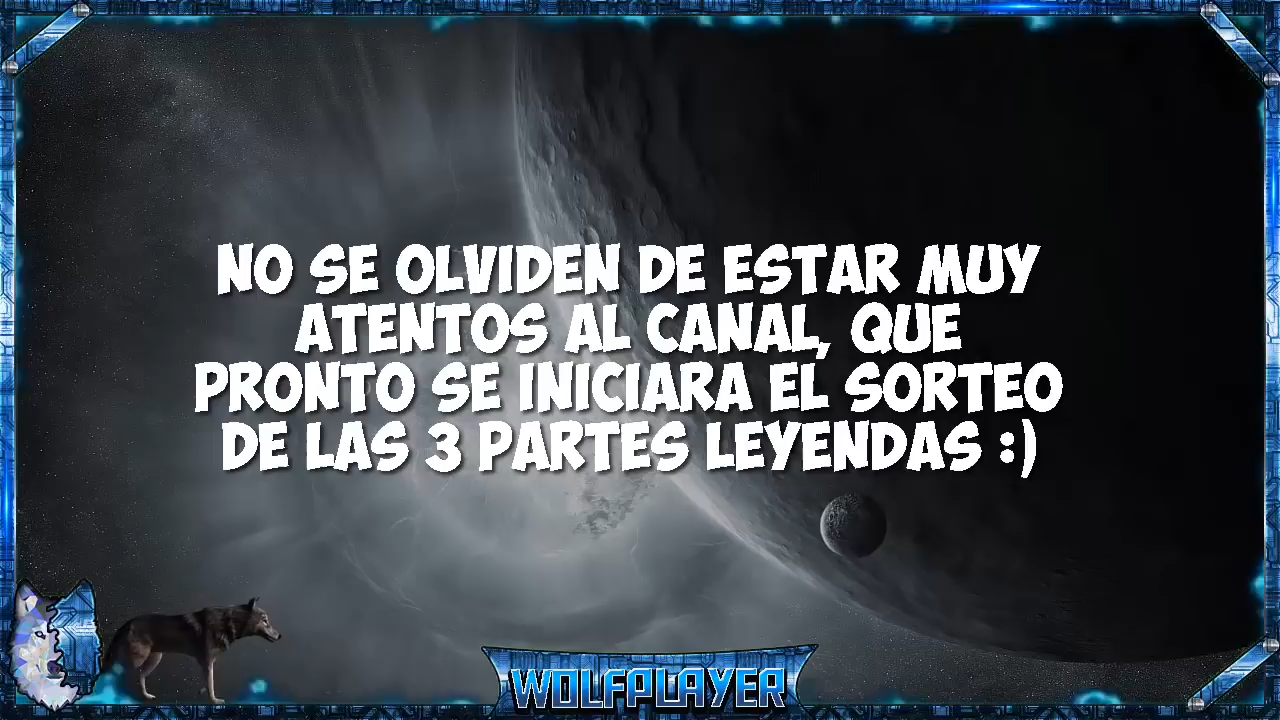 NO SE OLVIDEN DE ESTAR MUY
ATENTOS AL CANAL, QUE
PRONTO SE INICIARA EL SORTEO
DE LAS 3 PARTES LEYENDAS :)
WOLFPLAYER